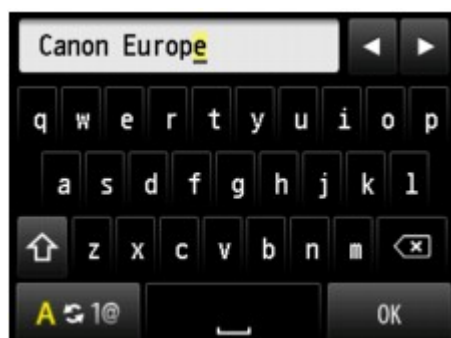 Canon Europe
q w e r t y u i o p
a s d f g h j k l
z x c v b n m
A 1@ OK